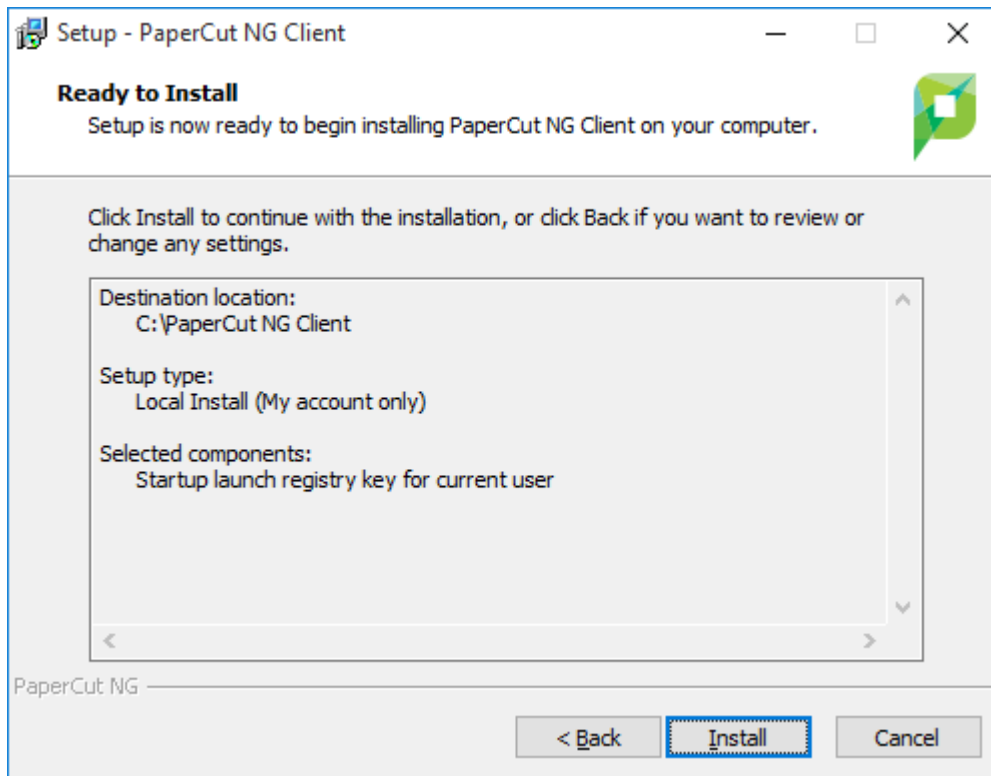 Setup - PaperCut NG Client
Ready to Install
Setup is now ready to begin installing PaperCut NG Client on your computer.
Click Install to continue with the installation, or click Back if you want to review or
change any settings.
Destination location:
C:\PaperCut NG Client
Setup type:
Local Install (My account only)
Selected components:
Startup launch registry key for current user
PaperCut NG
< Back
Install
Cancel